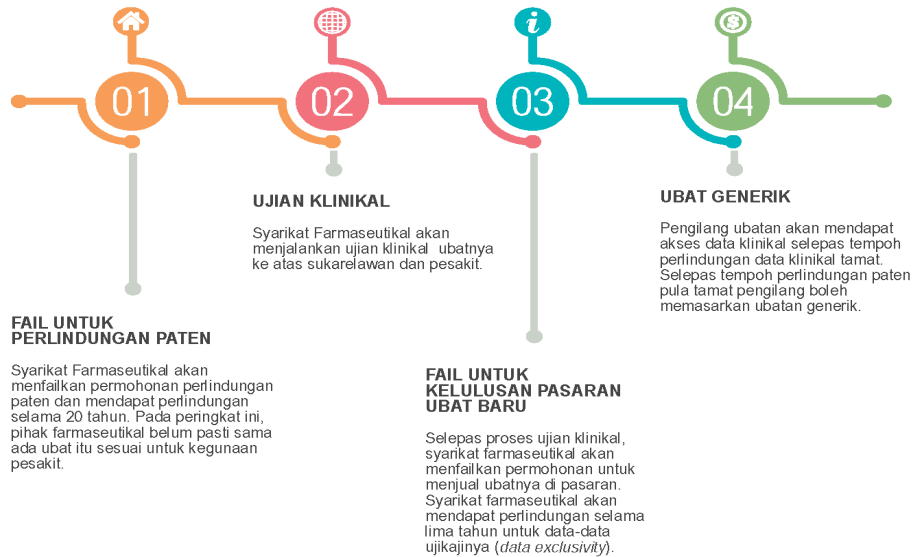 01
FAIL UNTUK
PERLINDUNGAN PATEN
Syarikat Farmaseutikal akan
menfailkan permohonan perlindungan
paten dan mendapat perlindungan
selama 20 tahun. Pada peringkat ini,
pihak farmaseutikal belum pasti sama
ada ubat itu sesuai untuk kegunaan
pesakit.
02
UJIAN KLINIKAL
Syarikat Farmaseutikal akan
menjalankan ujian klinikal ubatnya
ke atas sukarelawan dan pesakit.
i
03
FAIL UNTUK
KELULUSAN PASARAN
UBAT BARU
Selepas proses ujian klinikal,
syarikat farmaseutikal akan
menfailkan permohonan untuk
menjual ubatnya di pasaran.
Syarikat farmaseutikal akan
mendapat perlindungan selama
lima tahun untuk data-data
ujikajinya (data exclusivity).
$
04
UBAT GENERIK
Pengilang ubatan akan mendapat
akses data klinikal selepas tempoh
perlindungan data klinikal tamat.
Selepas tempoh perlindungan paten
pula tamat pengilang boleh
memasarkan ubatan generik.